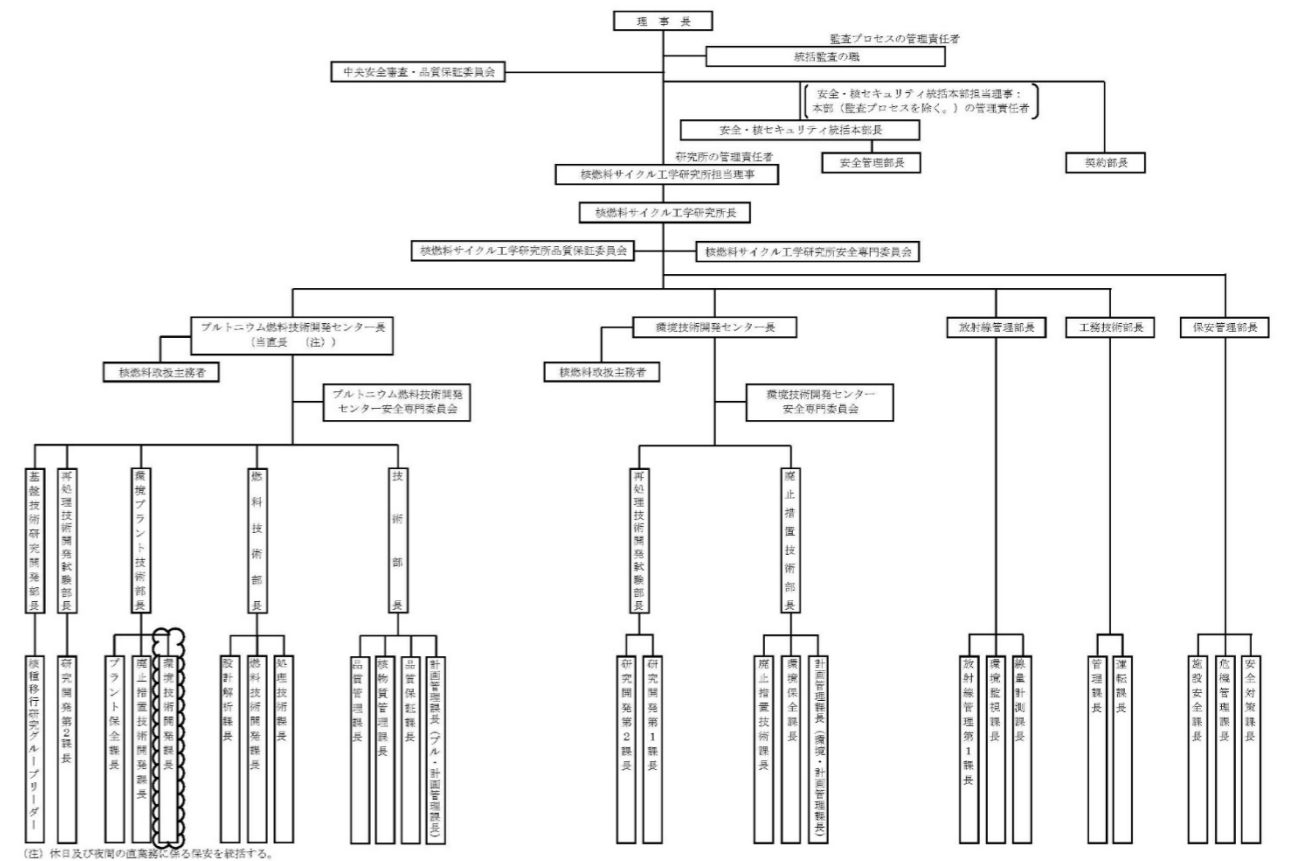 理 事 長
監査プロセスの管理責任者
統括監査の職
中央安全審査・品質保証委員会
安全・核セキュリティ統括本部担当理事：
本部（監査プロセスを除く。）の管理責任者
安全・核セキュリティ統括本部長
安全管理部長
契約部長
研究所の管理責任者
核燃料サイクル工学研究所担当理事
核燃料サイクル工学研究所長
核燃料サイクル工学研究所品質保証委員会
核燃料サイクル工学研究所安全専門委員会
プルトニウム燃料技術開発センター長
（当直長 （注））
環境技術開発センター長
放射線管理部長
工務技術部長
保安管理部長
核燃料取扱主務者
核燃料取扱主務者
プルトニウム燃料技術開発
センター安全専門委員会
環境技術開発センター
安全専門委員会
基盤技術研究開発部長
再処理技術開発試験部長
環境プラント技術部長
燃料技術部長
技術部長
再処理技術開発試験部長
廃止措置技術部長
核種移行研究グループリーダー
研究開発第２課長
プラント保全課長
廃止措置技術開発課長
環境技術開発課長
設計解析課長
燃料技術開発課長
処理技術課長
品質管理課長
核物質管理課長
品質保証課長
計画管理課長（プル・計画管理課長）
研究開発第２課長
研究開発第１課長
廃止措置技術課長
環境保全課長
計画管理課長（環境・計画管理課長）
放射線管理第１課長
環境監視課長
線量計測課長
管理課長
運転課長
施設安全課長
危機管理課長
安全対策課長
（注）休日及び夜間の直業務に係る保安を統括する。